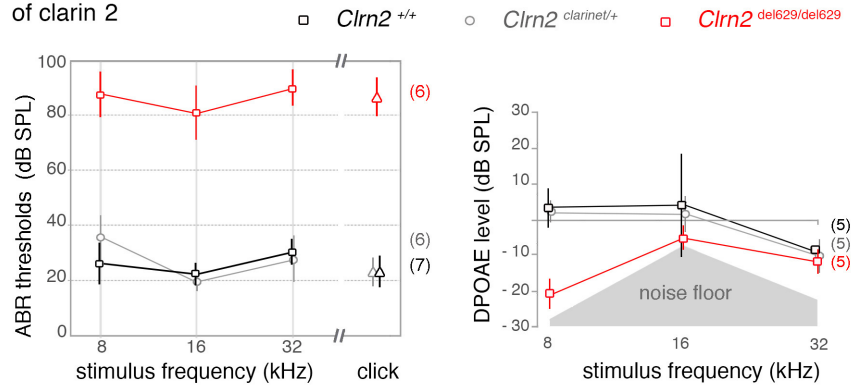 of clarin 2
Clrn2 +/+
Clrn2 clarinet/+
Clrn2 del629/del629
ABR thresholds (dB SPL)
100
80
60
40
20
0
(6)
(6)
(7)
8 16 32
stimulus frequency (kHz) click
DPOAE level (dB SPL)
30
20
10
- 10
- 20
- 30
(5)
(5)
(5)
noise floor
8 16 32
stimulus frequency (kHz)